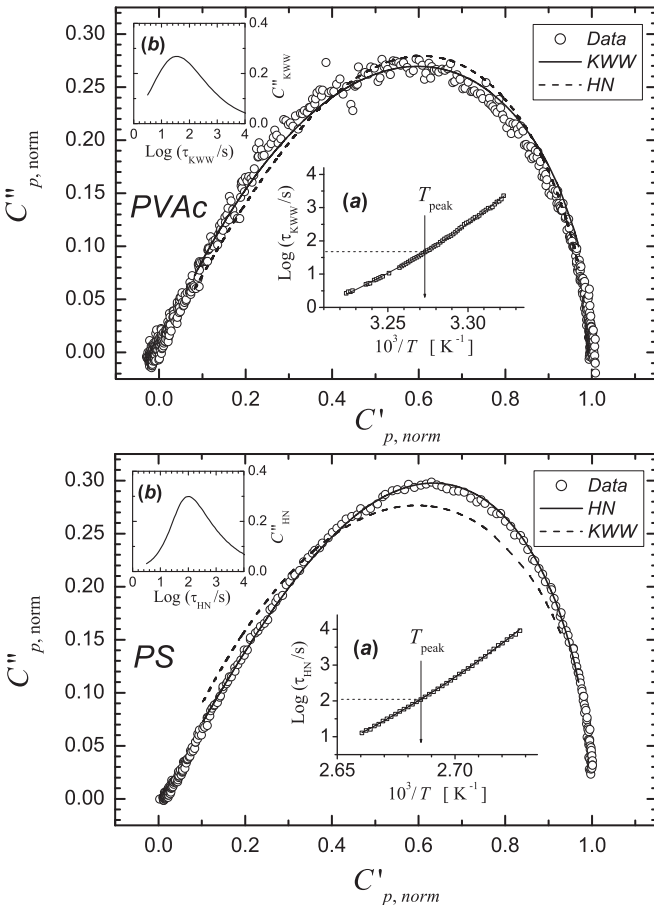 (b)
0.4
0.2
0.0
C''KWW
0 1 2 3 4
Log (τKWW/s)
Data
KWW
HN
0.30
0.25
0.20
0.15
0.10
0.05
0.00
C''p, norm
PVAc
(a)
Tpeak
4
3
2
1
0
Log (τKWW/s)
3.25 3.30
10³/T [ K⁻¹]
0.0 0.2 0.4 0.6 0.8 1.0
C'p, norm
(b)
0.4
0.2
0.0
C''HN
0 1 2 3 4
Log (τHN/s)
Data
HN
KWW
0.30
0.25
0.20
0.15
0.10
0.05
0.00
C''p, norm
PS
(a)
Tpeak
4
3
2
1
Log (τHN/s)
2.65 2.70
10³/T [ K⁻¹]
0.0 0.2 0.4 0.6 0.8 1.0
C'p, norm